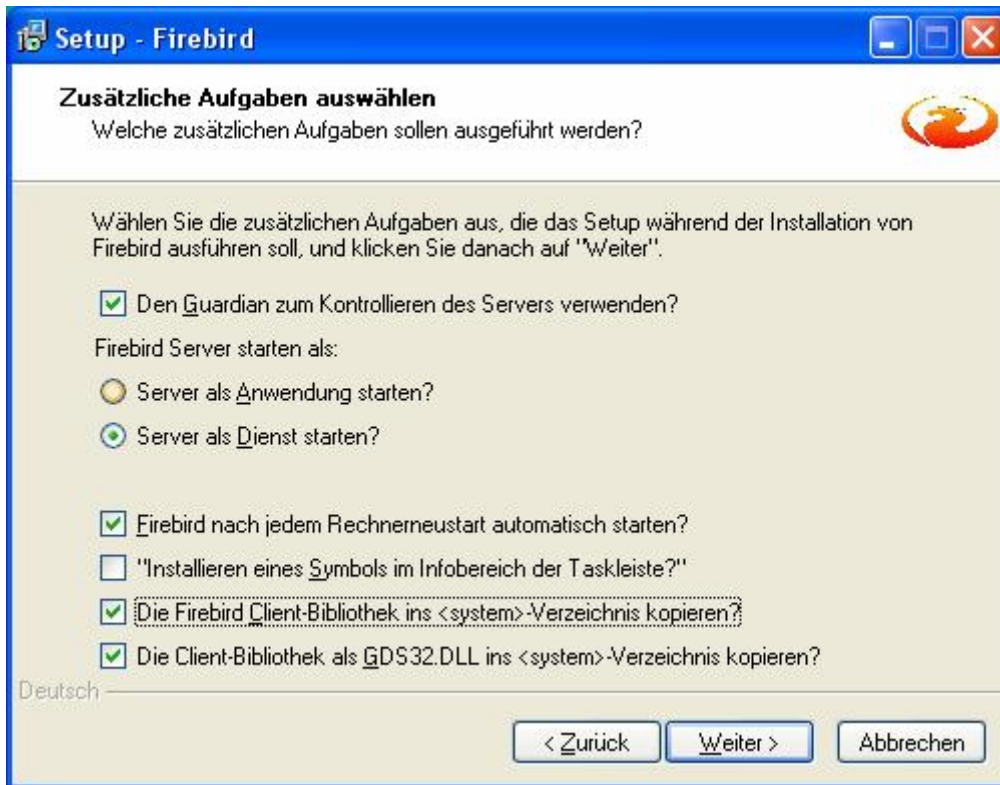 Setup - Firebird
Zusätzliche Aufgaben auswählen
Welche zusätzlichen Aufgaben sollen ausgeführt werden?
Wählen Sie die zusätzlichen Aufgaben aus, die das Setup während der Installation von
Firebird ausführen soll, und klicken Sie danach auf "Weiter".
Den Guardian zum Kontrollieren des Servers verwenden?
Firebird Server starten als:
Server als Anwendung starten?
Server als Dienst starten?
Firebird nach jedem Rechnerneustart automatisch starten?
"Installieren eines Symbols im Infobereich der Taskleiste?"
Die Firebird Client-Bibliothek ins <system>-Verzeichnis kopieren?
Die Client-Bibliothek als GDS32.DLL ins <system>-Verzeichnis kopieren?
Deutsch
< Zurück
Weiter >
Abbrechen